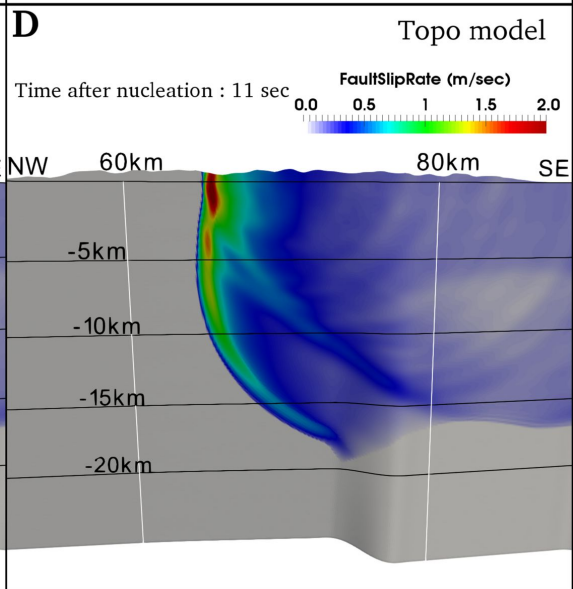 D
Topo model
FaultSlipRate (m/sec)
Time after nucleation : 11 sec
0.0 0.5 1 1.5 2.0
NW 60km 80km SE
-5km
-10km
-15km
-20km